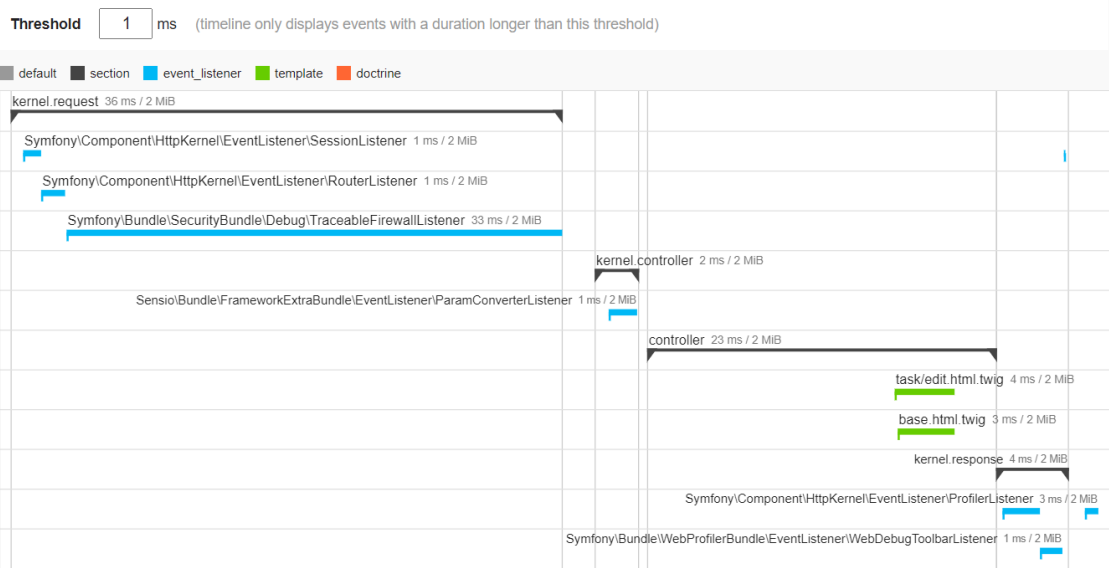 Threshold 1 ms (timeline only displays events with a duration longer than this threshold)
default section event_listener template doctrine
kernel.request 36 ms / 2 MiB
Symfony\Component\HttpKernel\EventListener\SessionListener 1 ms / 2 MiB
Symfony\Component\HttpKernel\EventListener\RouterListener 1 ms / 2 MiB
Symfony\Bundle\SecurityBundle\Debug\TraceableFirewallListener 33 ms / 2 MiB
kernel.controller 2 ms / 2 MiB
Sensio\Bundle\FrameworkExtraBundle\EventListener\ParamConverterListener 1 ms / 2 MiB
controller 23 ms / 2 MiB
task/edit.html.twig 4 ms / 2 MiB
base.html.twig 3 ms / 2 MiB
kernel.response 4 ms / 2 MiB
Symfony\Component\HttpKernel\EventListener\ProfilerListener 3 ms / 2 MiB
Symfony\Bundle\WebProfilerBundle\EventListener\WebDebugToolbarListener 1 ms / 2 MiB